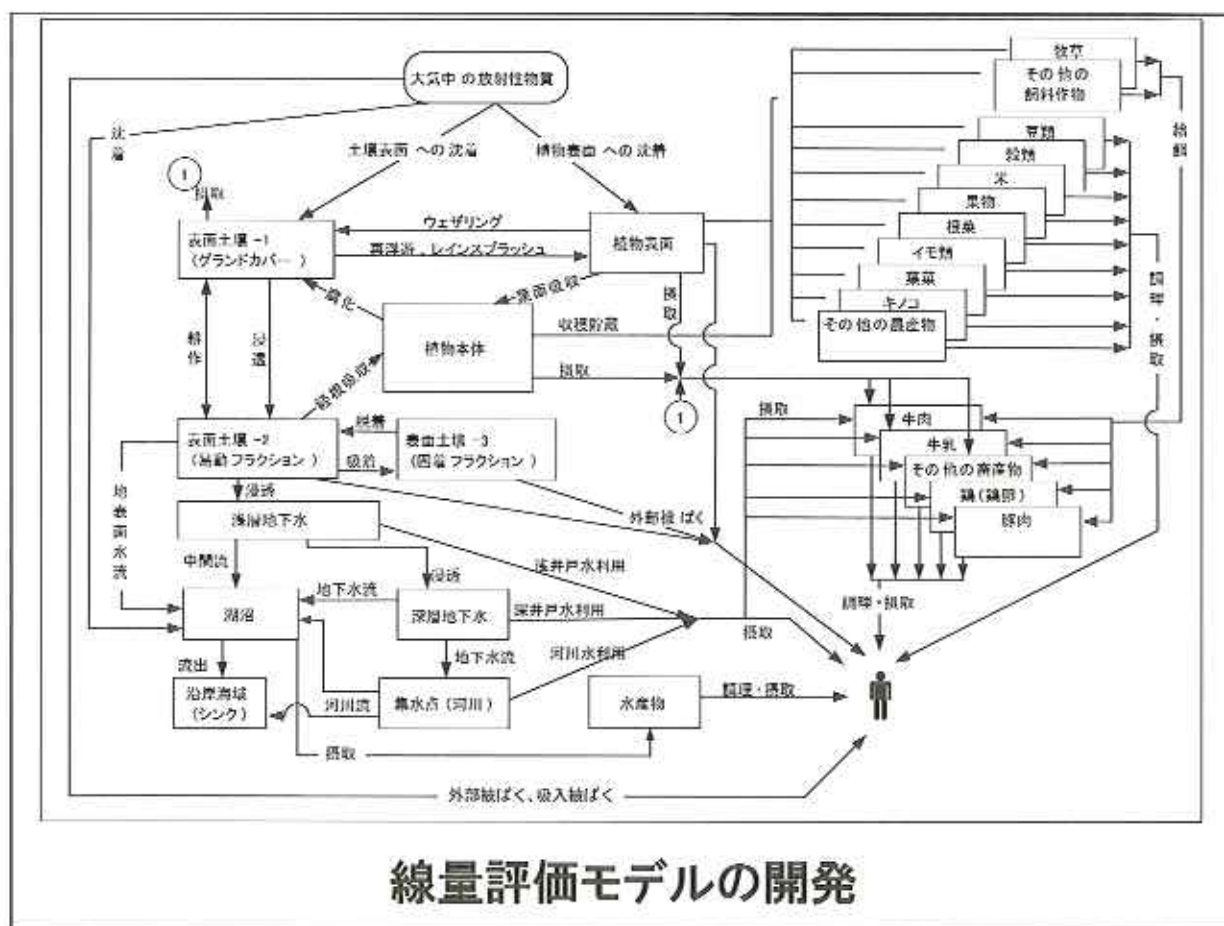 大気中の放射性物質
沈着
土壌表面への沈着
植物表面への沈着
1
摂取
表面土壌-1
(グランドカバー)
ウェザリング
再浮遊、レインスプラッシュ
植物表面
葉面吸収
腐化
摂取
植物本体
収穫貯蔵
摂取
1
耕作
浸透
経根吸収
表面土壌-2
(易動フラクション)
脱着
吸着
表面土壌-3
(固着フラクション)
浸透
浅層地下水
地表面水流
中間流
浸透
地下水流
湖沼
深層地下水
浅井戸水利用
深井戸水利用
外部被ばく
流出
地下水流
河川水利用
沿岸海域
(シンク)
河川流
集水点(河川)
摂取
水産物
調理・摂取
摂取
外部被ばく、吸入被ばく
牧草
その他の
飼料作物
給餌
豆類
穀類
米
果物
根菜
イモ類
葉菜
キノコ
その他の農産物
調理・摂取
摂取
牛肉
牛乳
その他の畜産物
鶏(鶏卵)
豚肉
調理・摂取
線量評価モデルの開発